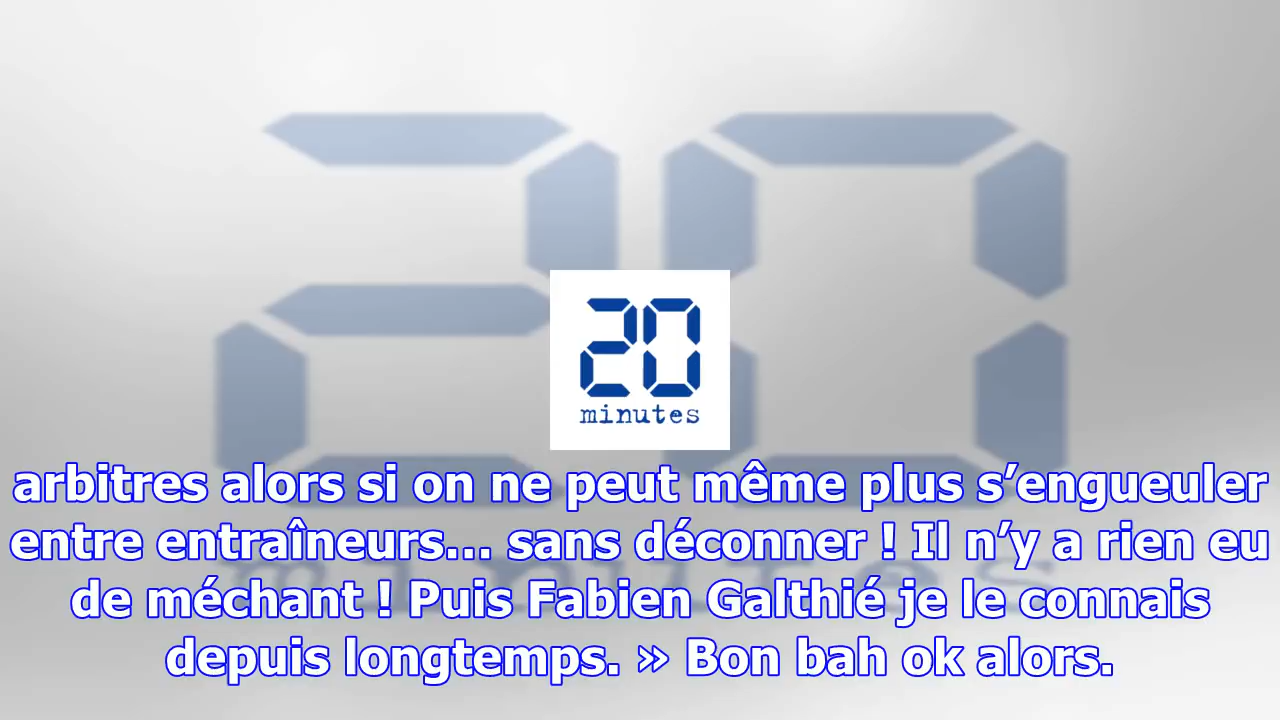 20
minutes
arbitres alors si on ne peut même plus s’engueuler
entre entraîneurs... sans déconner ! Il n’y a rien eu
de méchant ! Puis Fabien Galthié je le connais
depuis longtemps. » Bon bah ok alors.